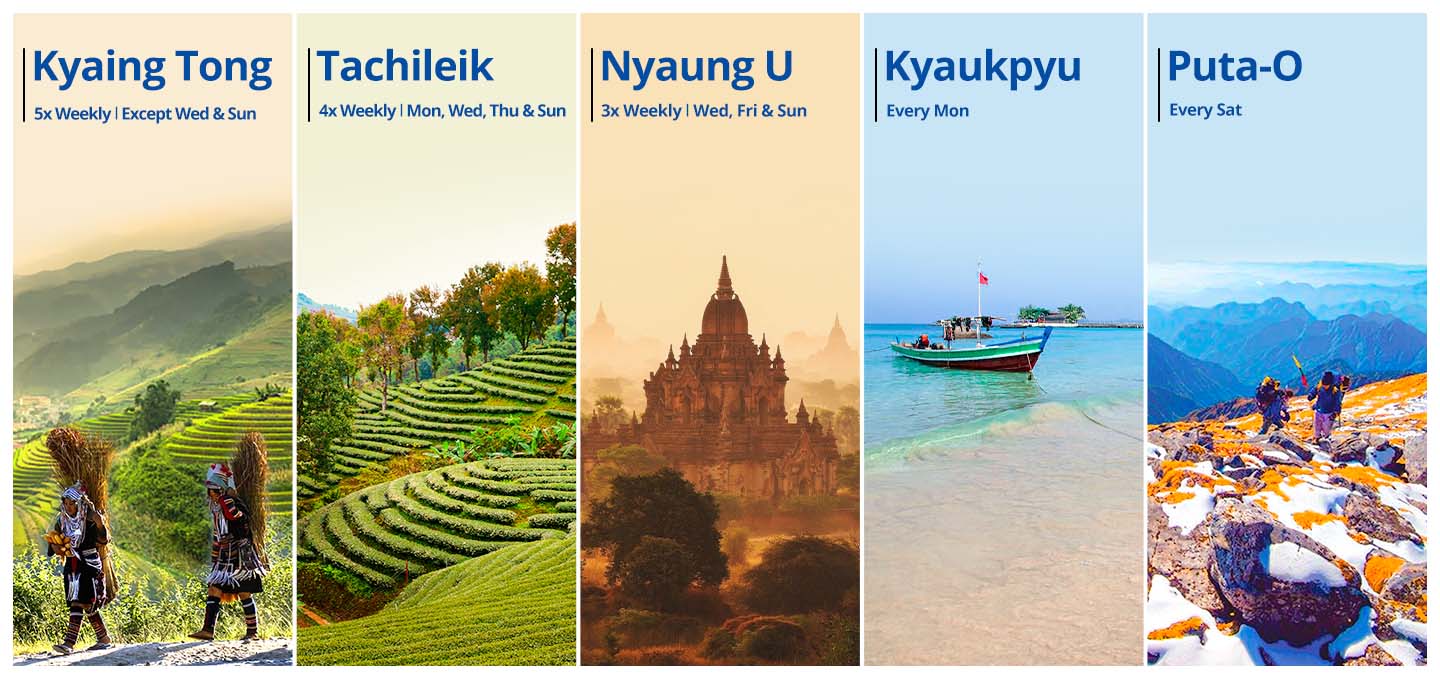 Kyaing Tong
5x Weekly | Except Wed & Sun
Tachileik
4x Weekly | Mon, Wed, Thu & Sun
Nyaung U
3x Weekly | Wed, Fri & Sun
Kyaukpyu
Every Mon
Puta-O
Every Sat